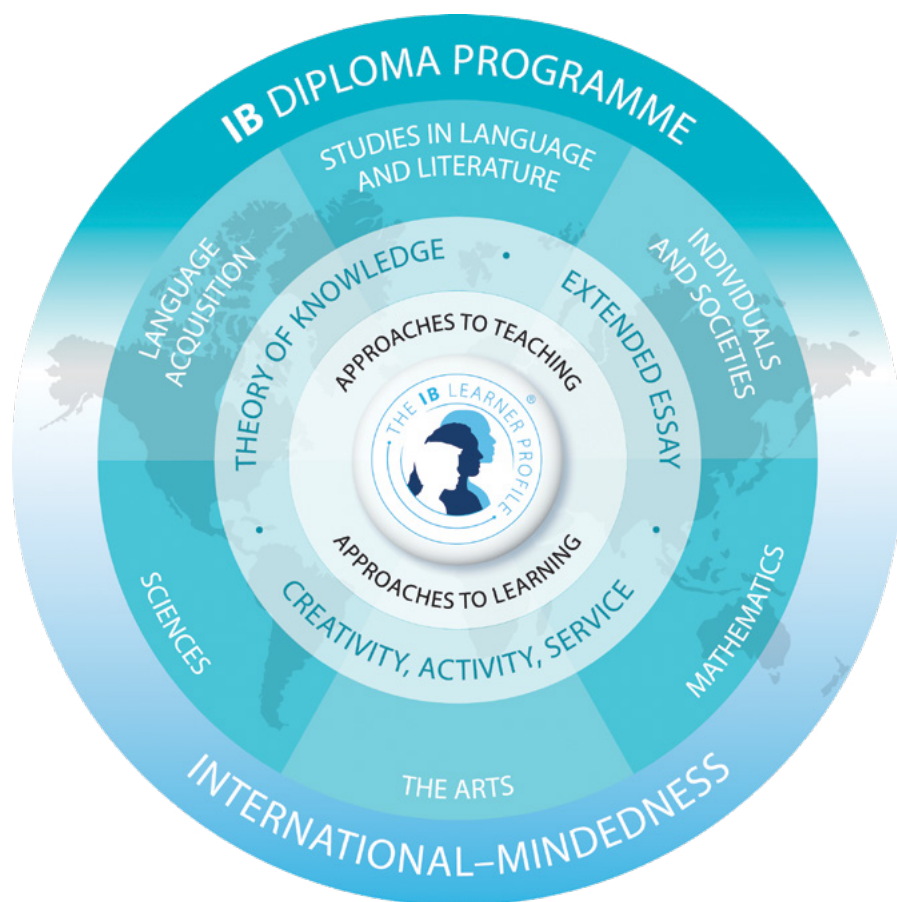 IB DIPLOMA PROGRAMME
STUDIES IN LANGUAGE
AND LITERATURE
LANGUAGE
ACQUISITION
INDIVIDUALS
AND SOCIETIES
THEORY OF KNOWLEDGE
•
EXTENDED ESSAY
•
APPROACHES TO TEACHING
• THE IB LEARNER PROFILE •
®
APPROACHES TO LEARNING
•
CREATIVITY, ACTIVITY, SERVICE
SCIENCES
MATHEMATICS
THE ARTS
INTERNATIONAL–MINDEDNESS